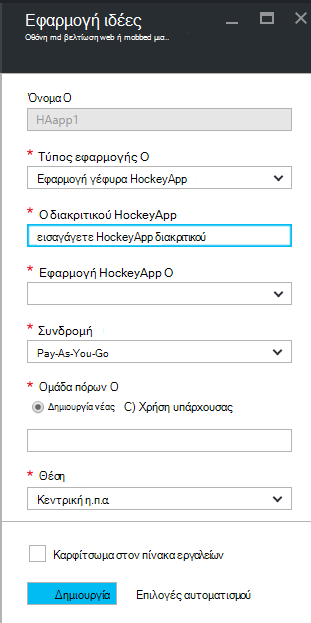 Εφαρμογή ιδέες
Οθόνη md βελτίωση web ή mobbed μια..
Όνομα Ο
HAapp1
* Τύπος εφαρμογής Ο
Εφαρμογή γέφυρα HockeyApp
* Ο διακριτικού HockeyApp
εισαγάγετε HockeyApp διακριτικού
* Εφαρμογή HockeyApp Ο
* Συνδρομή
Pay-As-You-Go
* Ομάδα πόρων Ο
Δημιουργία νέας C) Χρήση υπάρχουσας
* Θέση
Κεντρική η.π.α
Καρφίτσωμα στον πίνακα εργαλείων
Δημιουργία Επιλογές αυτοματισμού